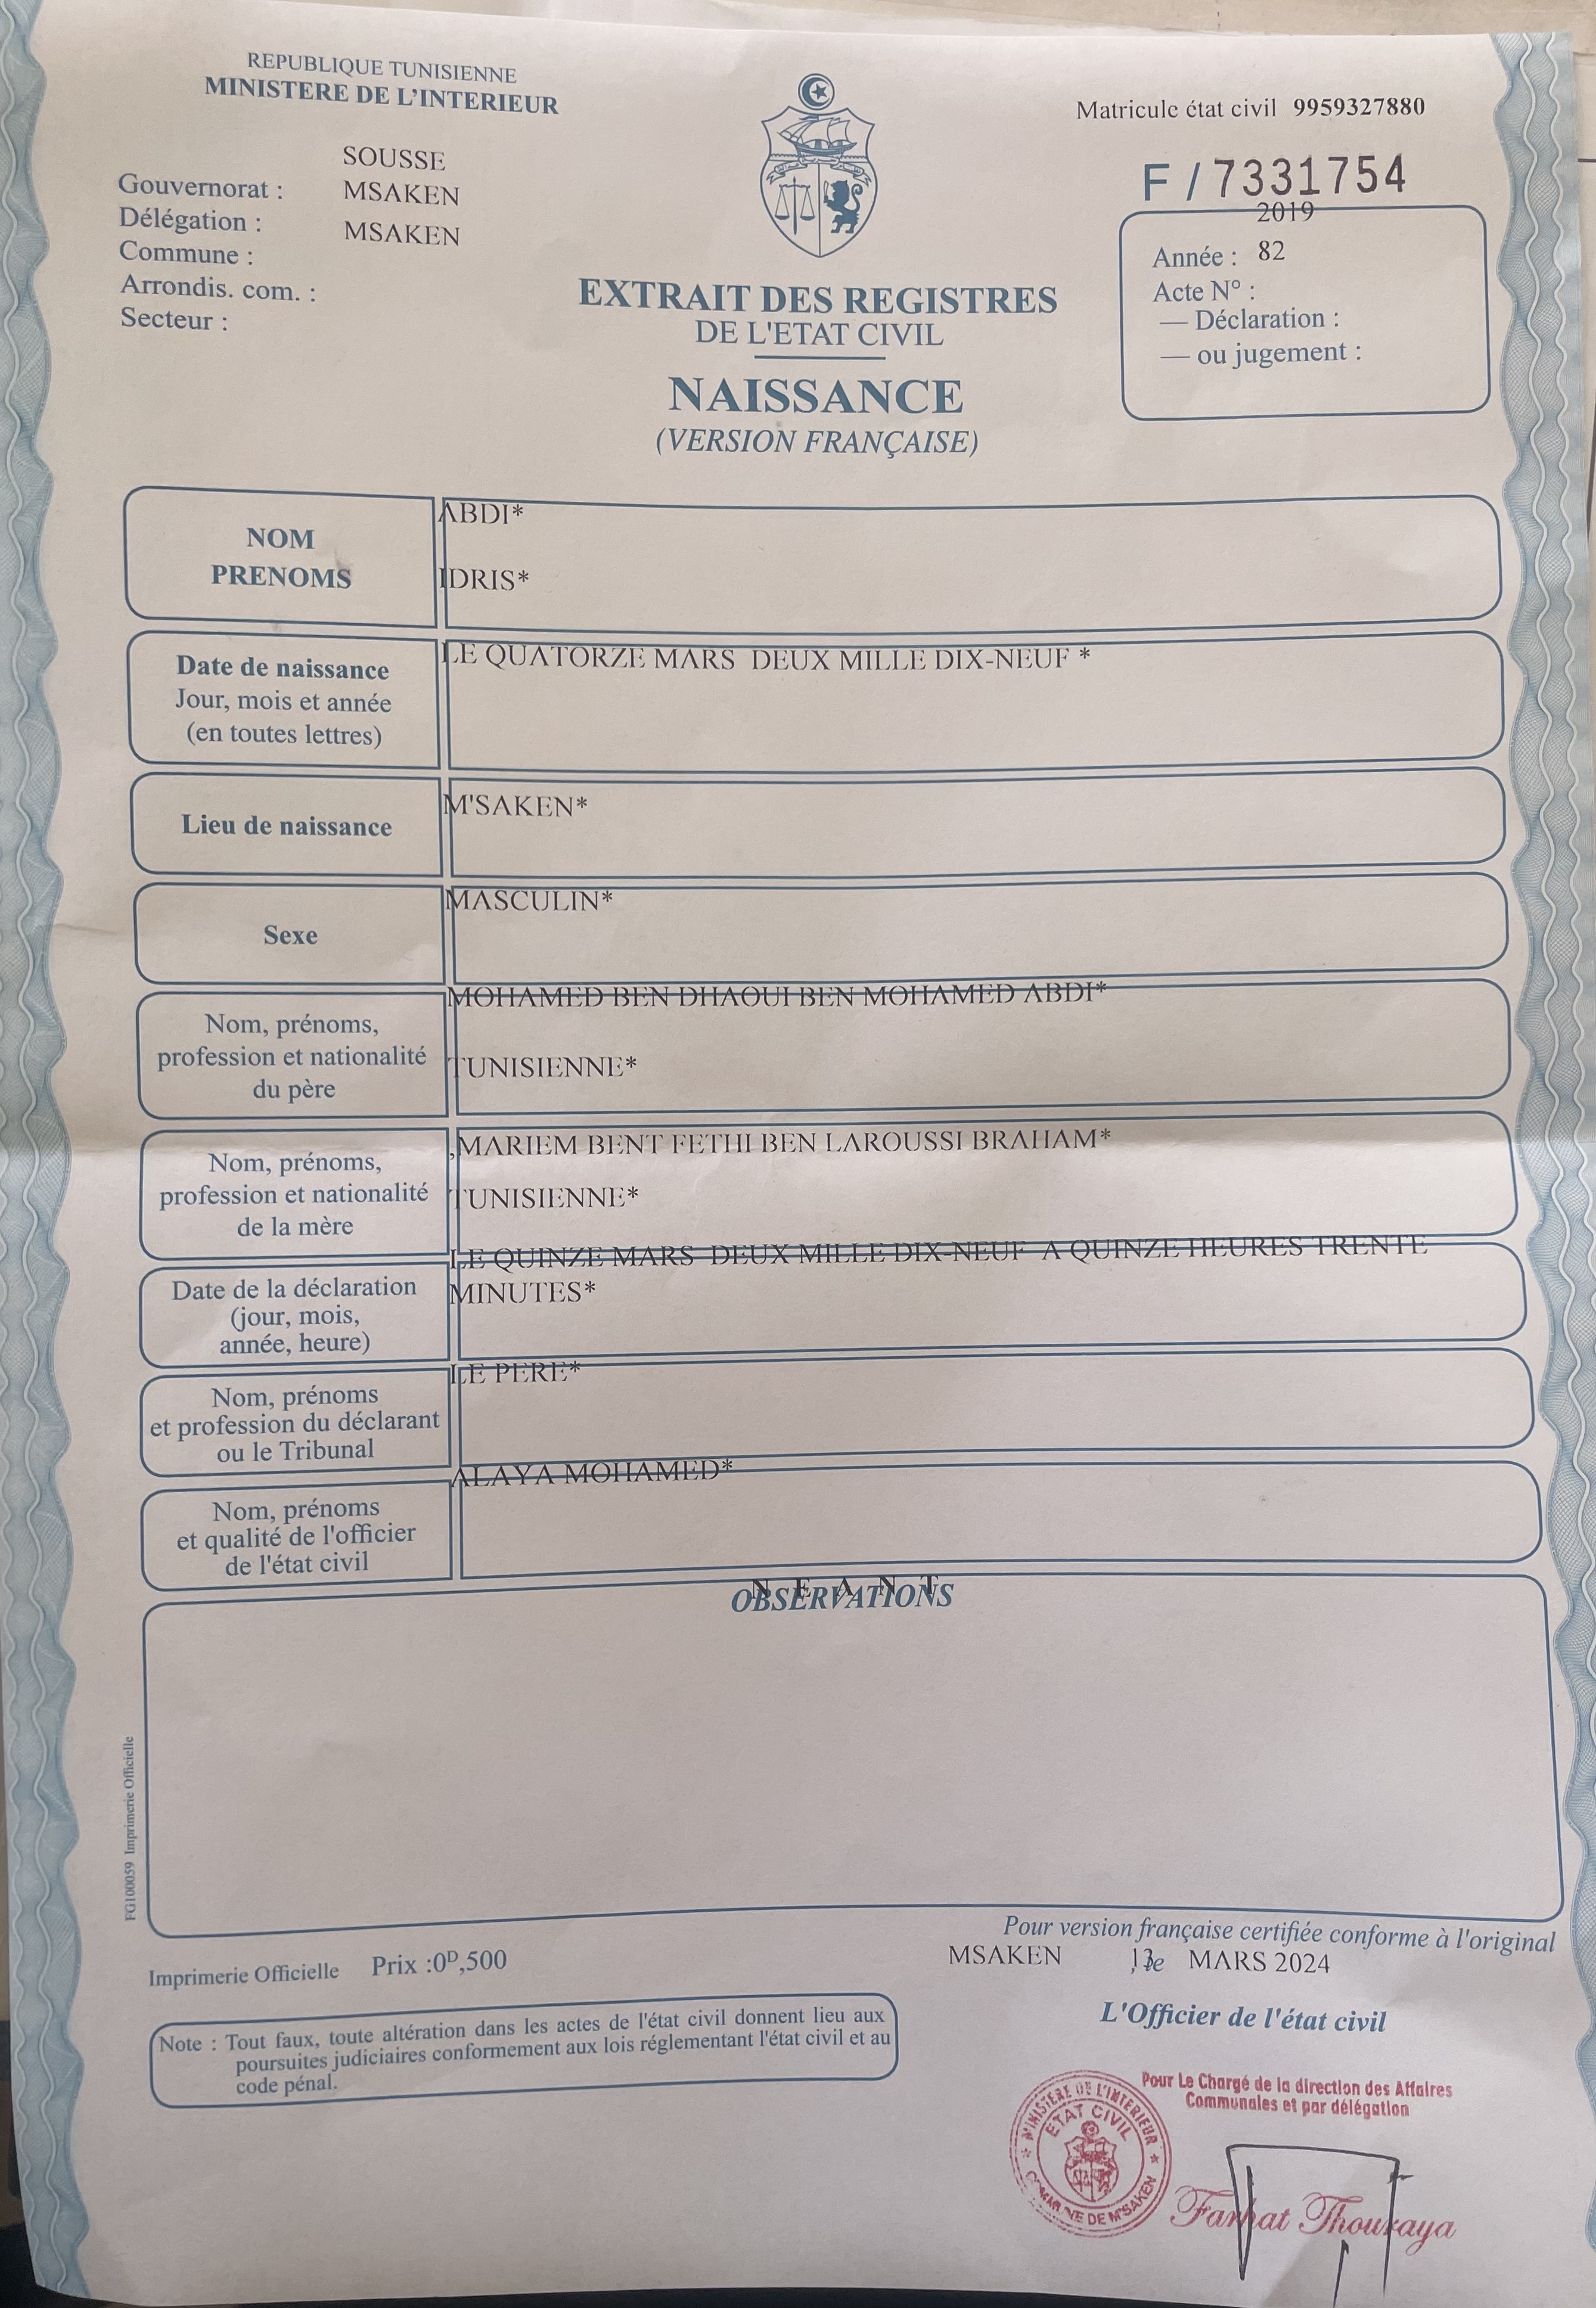 REPUBLIQUE TUNISIENNE
MINISTERE DE L'INTERIEUR
Matricule état civil 9959327880
F / 7331754
SOUSSE
Gouvernorat : MSAKEN
Délégation :
MSAKEN
Commune :
Arrondis. com. :
Secteur :
2019
Année : 82
Acte N° :
— Déclaration :
— ou jugement :
EXTRAIT DES REGISTRES
DE L'ETAT CIVIL
NAISSANCE
(VERSION FRANÇAISE)
NOM
PRENOMS
ABDI*
IDRIS*
Date de naissance
Jour, mois et année
(en toutes lettres)
LE QUATORZE MARS DEUX MILLE DIX-NEUF *
Lieu de naissance
M'SAKEN*
Sexe
MASCULIN*
Nom, prénoms,
profession et nationalité
du père
MOHAMED BEN DHAOUI BEN MOHAMED ABDI*
TUNISIENNE*
Nom, prénoms,
profession et nationalité
de la mère
,MARIEM BENT FETHI BEN LAROUSSI BRAHAM*
TUNISIENNE*
Date de la déclaration
(jour, mois,
année, heure)
LE QUINZE MARS DEUX MILLE DIX-NEUF A QUINZE HEURES TRENTE
MINUTES*
Nom, prénoms
et profession du déclarant
ou le Tribunal
LE PERE*
Nom, prénoms
et qualité de l'officier
de l'état civil
ALAYA MOHAMED*
N E A N T
OBSERVATIONS
FG100059 Imprimerie Officielle
Pour version française certifiée conforme à l'original
MSAKEN MARS 2024
Imprimerie Officielle Prix :0ᴰ,500
L'Officier de l'état civil
Note : Tout faux, toute altération dans les actes de l'état civil donnent lieu aux
poursuites judiciaires conformement aux lois réglementant l'état civil et au
code pénal.
Pour Le Chargé de la direction des Affaires
Communales et par délégation
MINISTERE DE L'INTERIEUR
ETAT CIVIL
COMMUNE DE M'SAKEN
Farhat Thouraya